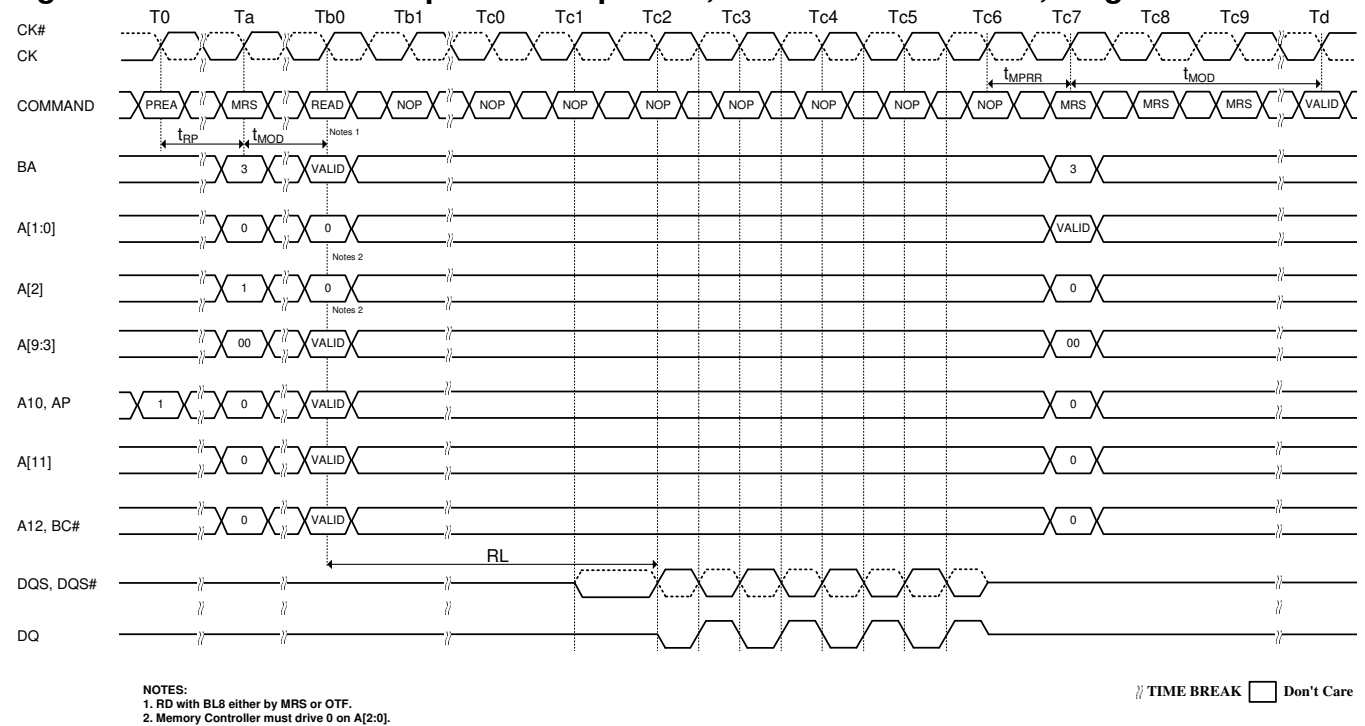 T0 Ta Tb0 Tb1 Tc0 Tc1 Tc2 Tc3 Tc4 Tc5 Tc6 Tc7 Tc8 Tc9 Td
CK#
CK
tMPRR tMOD
COMMAND PREA MRS READ NOP NOP NOP NOP NOP NOP NOP NOP MRS MRS MRS VALID
tRP tMOD Notes 1
BA 3 VALID 3
A[1:0] 0 0 VALID
Notes 2
A[2] 1 0 0
Notes 2
A[9:3] 00 VALID 00
A10, AP 1 0 VALID 0
A[11] 0 VALID 0
A12, BC# 0 VALID 0
RL
DQS, DQS#
DQ
NOTES:
1. RD with BL8 either by MRS or OTF.
2. Memory Controller must drive 0 on A[2:0].
TIME BREAK Don't Care